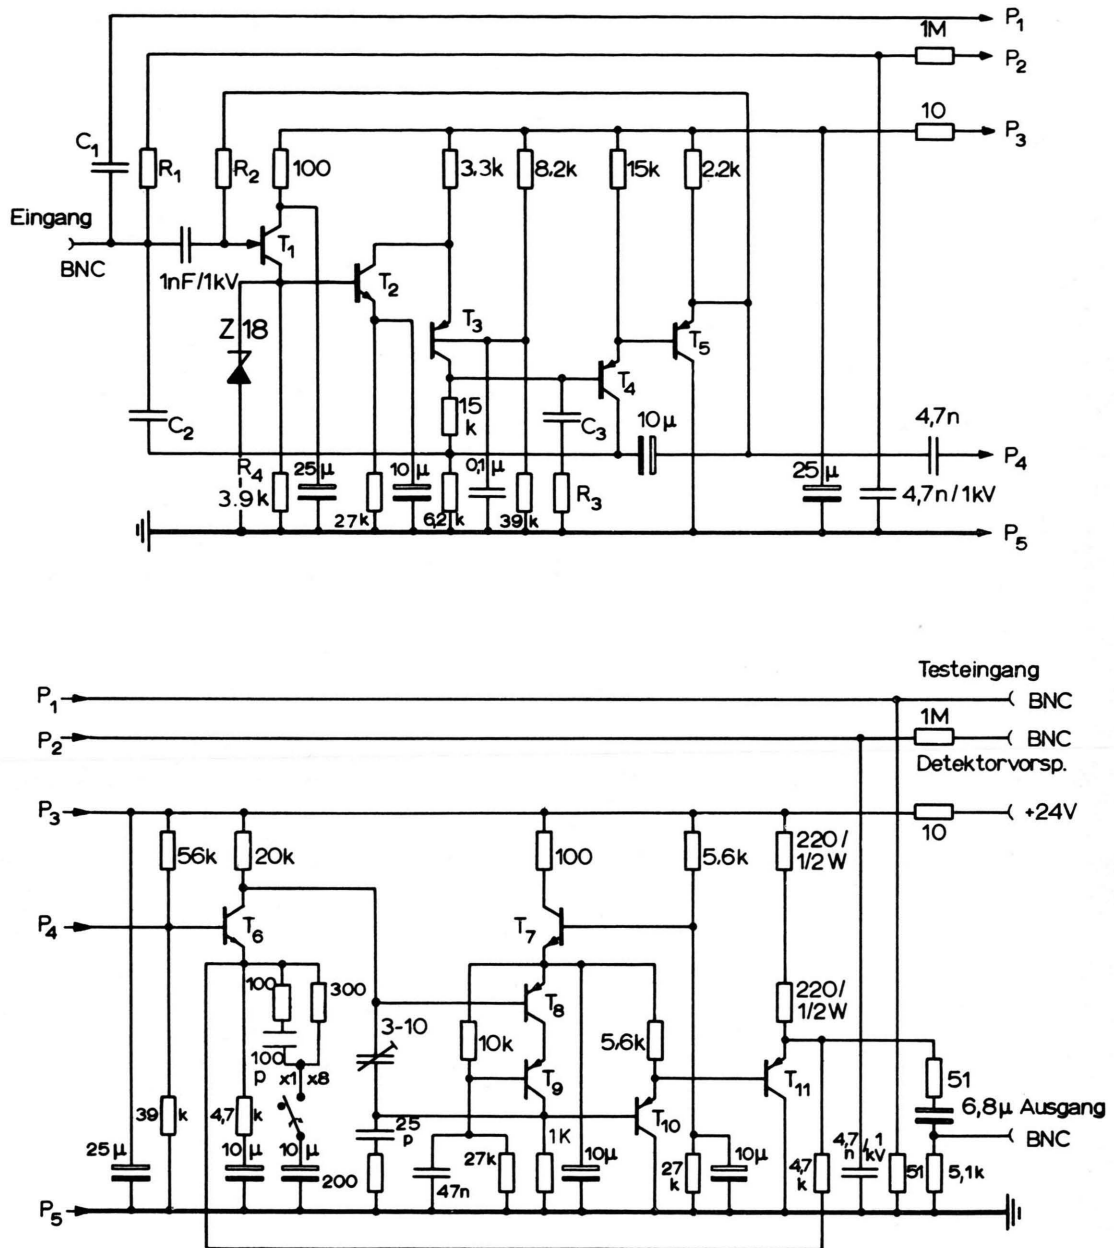 P₁
1M
P₂
10
P₃
C₁
R₁
R₂
100
3,3k
8,2k
15k
2,2k
Eingang
BNC
1nF/1kV
T₁
T₂
T₃
T₄
T₅
Z 18
C₂
15
k
C₃
10µ
4,7n
P₄
R₄
3.9k
25µ
27k
10µ
6,2k
0,1µ
39k
R₃
25µ
4,7n/1kV
P₅
Testeingang
P₁
BNC
1M
P₂
BNC
Detektorvorsp.
P₃
+24V
10
56k
20k
100
5,6k
220/
1/2W
P₄
T₆
T₇
100
300
T₈
220/
1/2W
3-10
10k
5,6k
100
p
x1
x8
T₉
T₁₁
51
39k
4,7k
25
p
1K
T₁₀
6,8µ
Ausgang
BNC
25µ
10µ
10µ
200
47n
27k
10µ
27
k
10µ
4,7
k
4,7
n
1
kV
51
5,1k
P₅